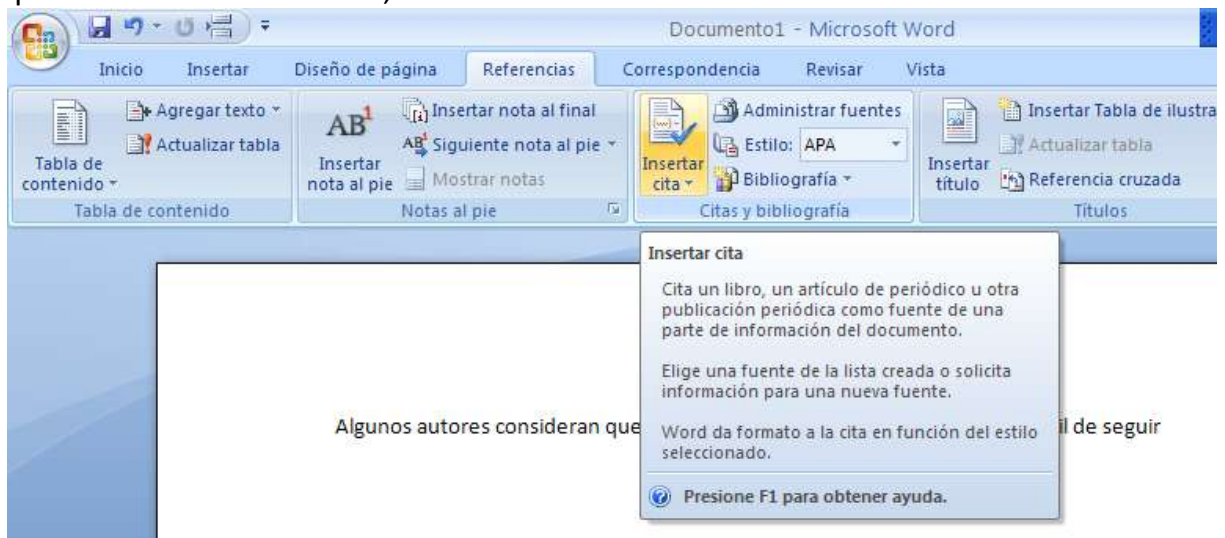 Documento1 - Microsoft Word
Inicio Insertar Diseño de página Referencias Correspondencia Revisar Vista
Tabla de contenido
Agregar texto
Actualizar tabla
Tabla de contenido
AB1
Insertar nota al pie
Insertar nota al final
AB1 Siguiente nota al pie
Mostrar notas
Notas al pie
Insertar cita
Administrar fuentes
Estilo: APA
Bibliografía
Citas y bibliografía
Insertar título
Insertar Tabla de ilustra
Actualizar tabla
Referencia cruzada
Títulos
Insertar cita
Cita un libro, un artículo de periódico u otra
publicación periódica como fuente de una
parte de información del documento.
Elige una fuente de la lista creada o solicita
información para una nueva fuente.
Word da formato a la cita en función del estilo
seleccionado.
Presione F1 para obtener ayuda.
Algunos autores consideran que il de seguir